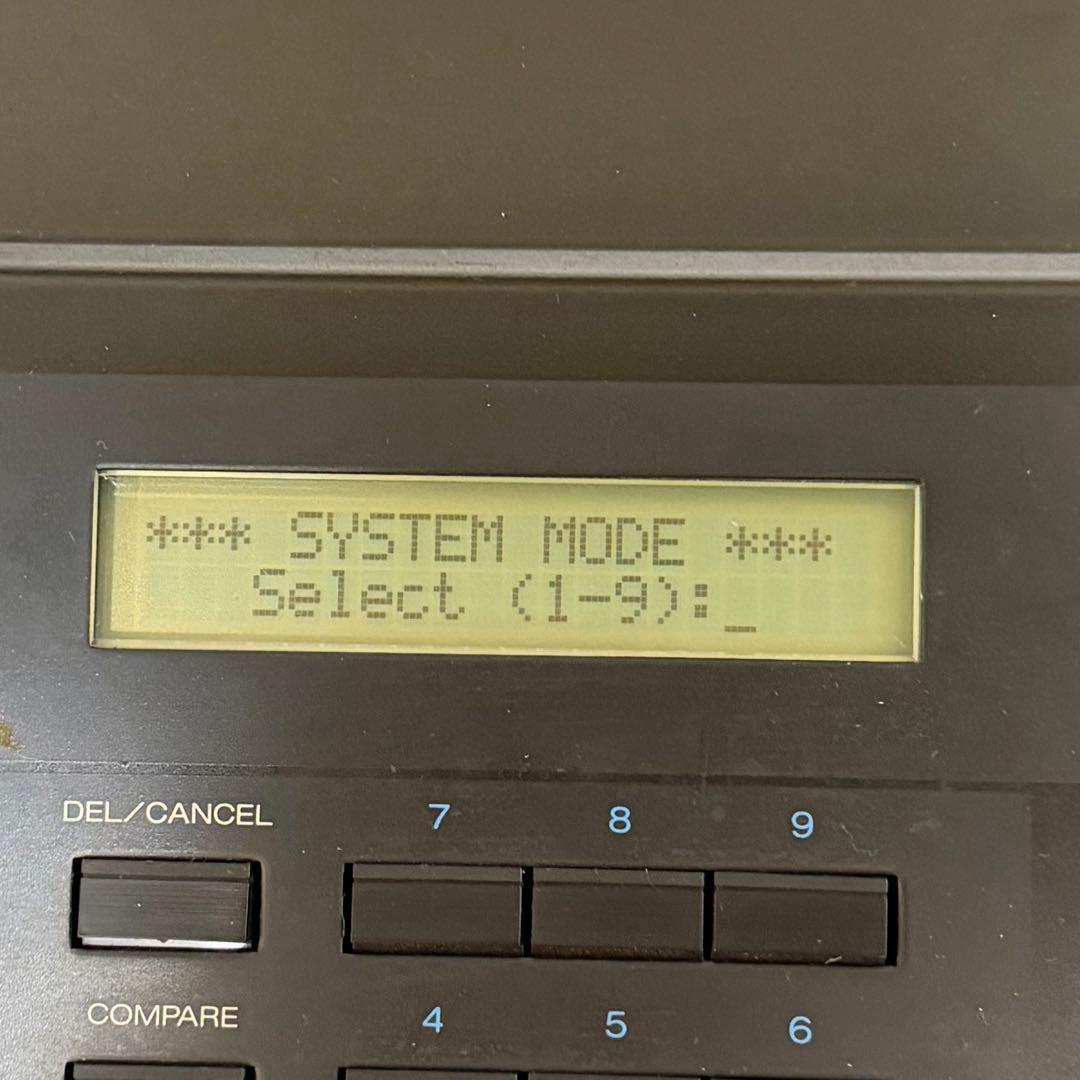 *** SYSTEM MODE ***
Select (1-9):_
DEL/CANCEL 7 8 9
COMPARE 4 5 6